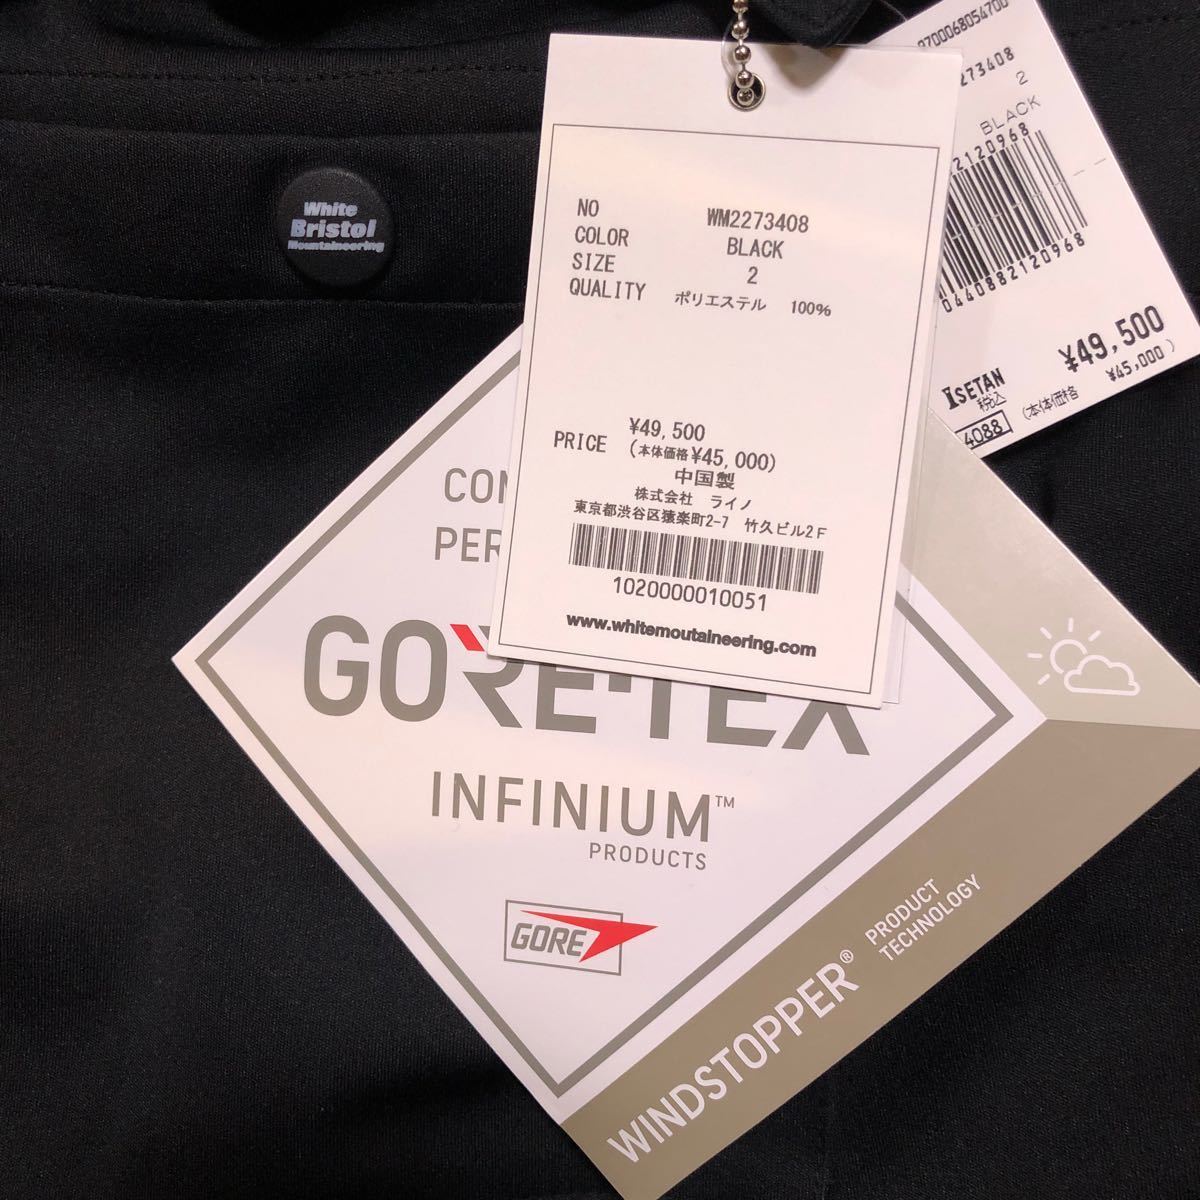 White
Bristol
Mountaineering
NO WM2273408
COLOR BLACK
SIZE 2
QUALITY ポリエステル 100%
PRICE ¥49,500
(本体価格¥45,000)
中国製
株式会社 ライノ
東京都渋谷区猿楽町2-7 竹久ビル2F
1020000010051
www.whitemoutaineering.com
2700068054700
2273408
2
BLACK
2120968
0440882120968
¥49,500
ISETAN
税込
(本体価格 ¥45,000)
4088
GORE-TEX
INFINIUM™
PRODUCTS
GORE
WINDSTOPPER®
PRODUCT
TECHNOLOGY